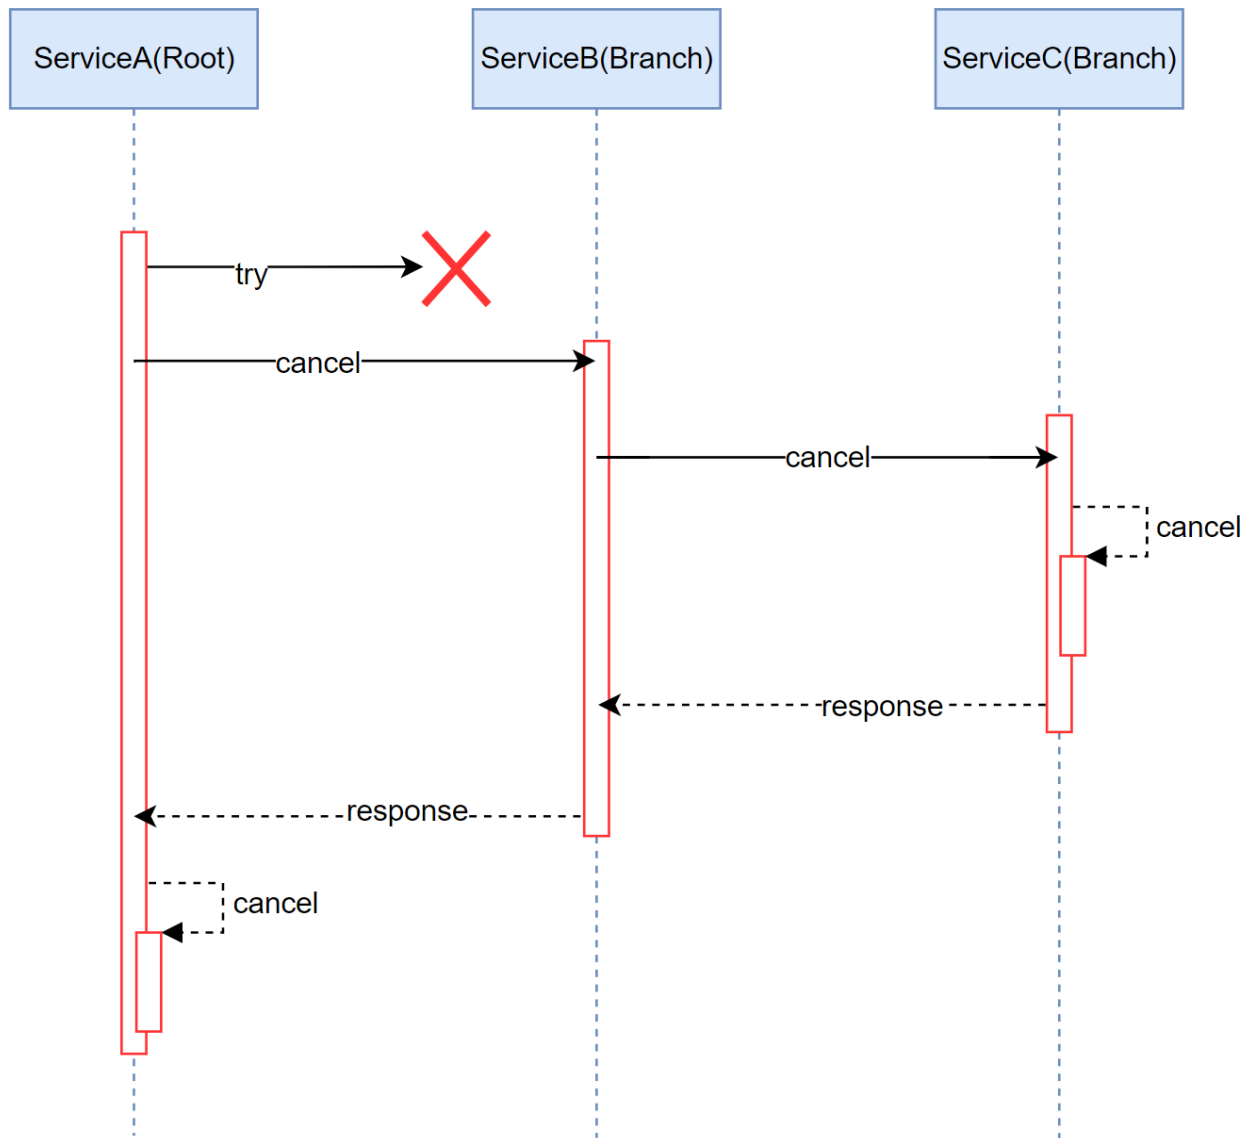 ServiceA(Root)
ServiceB(Branch)
ServiceC(Branch)
try
cancel
cancel
cancel
response
response
cancel